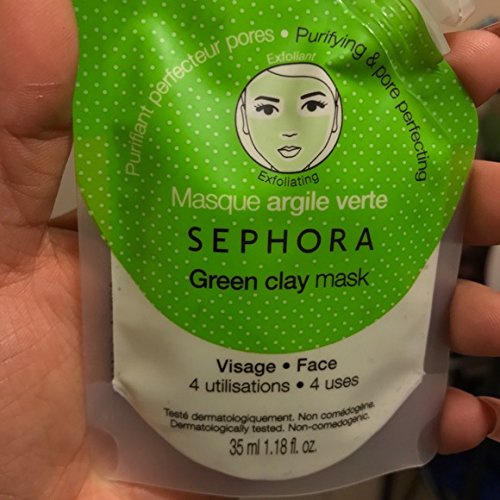 Purifiant perfecteur pores • Purifying & pore perfecting
Exfoliant
Exfoliating
Masque argile verte
SEPHORA
Green clay mask
Visage • Face
4 utilisations • 4 uses
Testé dermatologiquement. Non comédogène.
Dermatologically tested. Non-comedogenic.
35 ml 1.18 fl. oz.